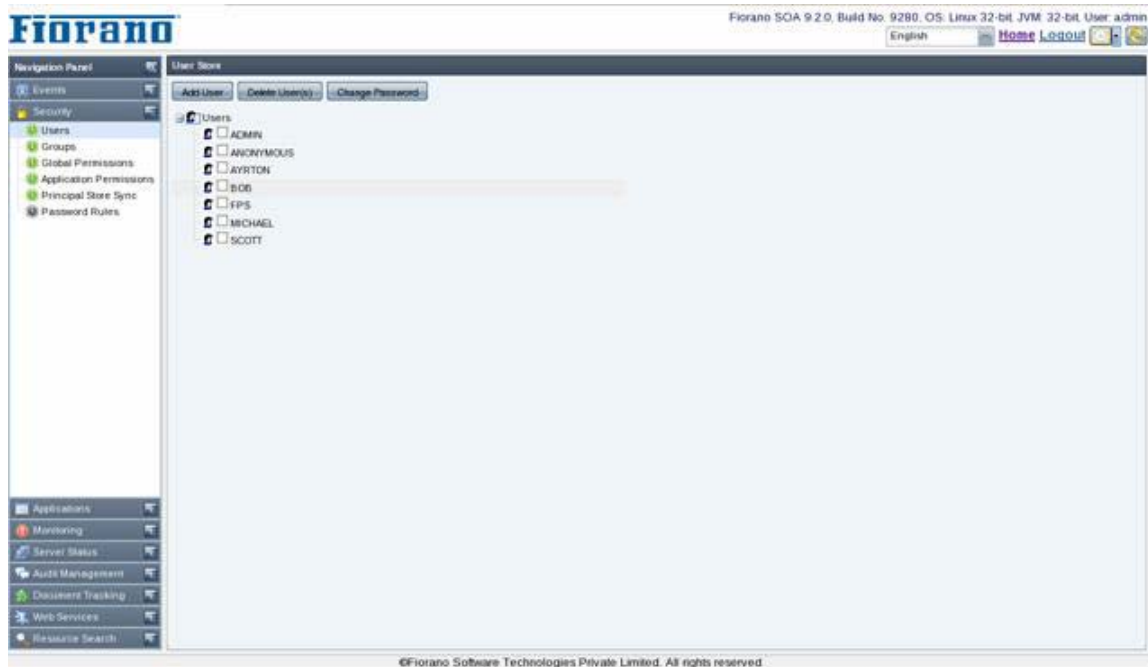 Fiorano
Fiorano SOA 9.2.0, Build No. 9280, OS: Linux 32-bit, JVM: 32-bit, User: admin
English Home Logout
Navigation Panel
Events
Security
Users
Groups
Global Permissions
Application Permissions
Principal Store Sync
Password Rules
Applications
Monitoring
Server Status
Audit Management
Document Tracking
Web Services
Resource Search
User Store
Add User Delete User(s) Change Password
Users
ADMIN
ANONYMOUS
AYRTON
BOB
FPS
MICHAEL
SCOTT
©Fiorano Software Technologies Private Limited. All rights reserved